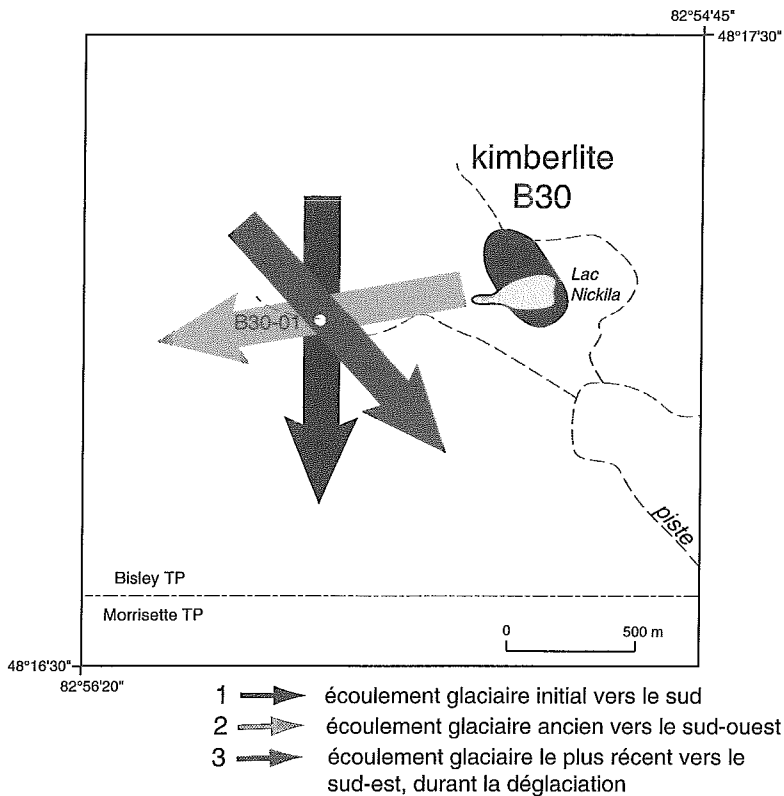 82°54'45"
48°17'30"
kimberlite
B30
Lac
Nickila
B30-01
piste
Bisley TP
Morrisette TP
0 500 m
48°16'30"
82°56'20"
1 écoulement glaciaire initial vers le sud
2 écoulement glaciaire ancien vers le sud-ouest
3 écoulement glaciaire le plus récent vers le
sud-est, durant la déglaciation